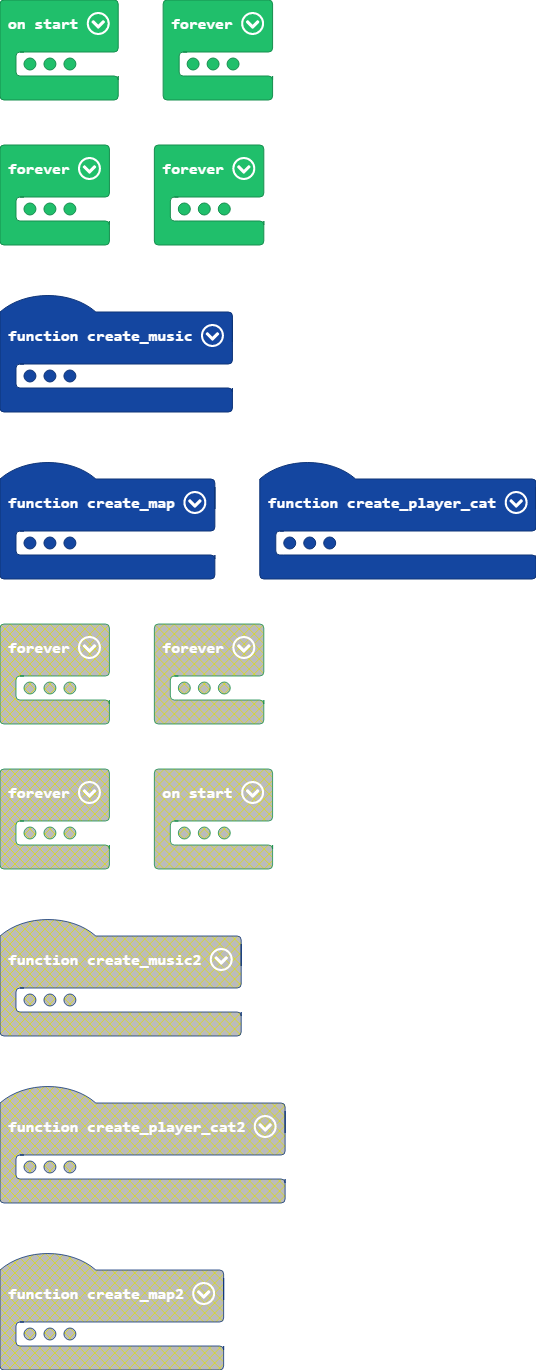 on start
forever
forever
forever
function create_music
function create_map
function create_player_cat
forever
forever
forever
on start
function create_music2
function create_player_cat2
function create_map2